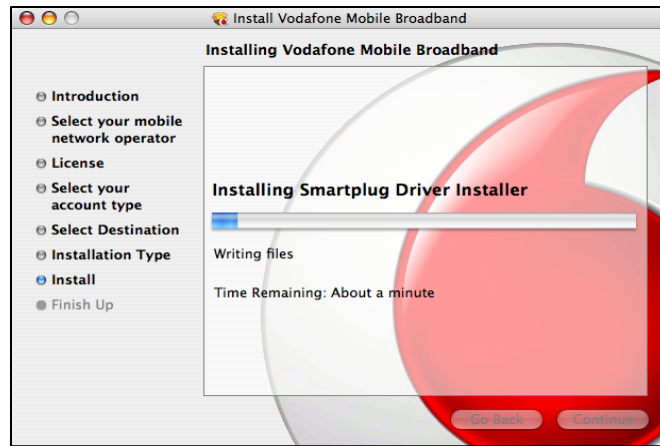 Install Vodafone Mobile Broadband
Installing Vodafone Mobile Broadband
Introduction
Select your mobile
network operator
License
Select your
account type
Select Destination
Installation Type
Install
Finish Up
Installing Smartplug Driver Installer
Writing files
Time Remaining: About a minute
Go Back
Continue